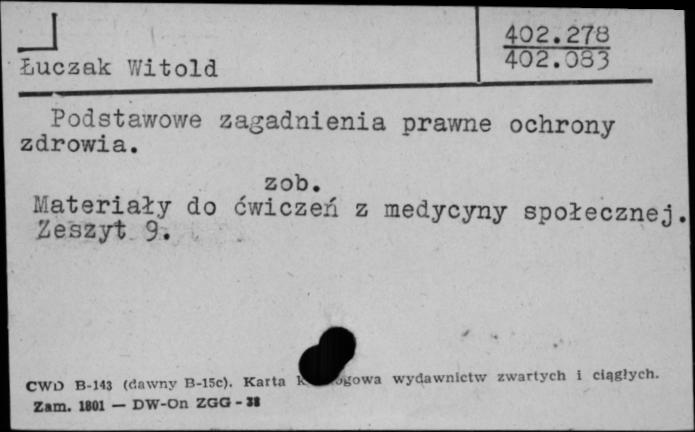 402.278
402.083
Łuczak Witold
Podstawowe zagadnienia prawne ochrony
zdrowia.
zob.
Materiały do ćwiczeń z medycyny społecznej.
Zeszyt 9.
CWD B-143 (dawny B-15c). Karta wydawnictw zwartych i ciągłych.
Zam. 1801 — DW-On ZGG - 38